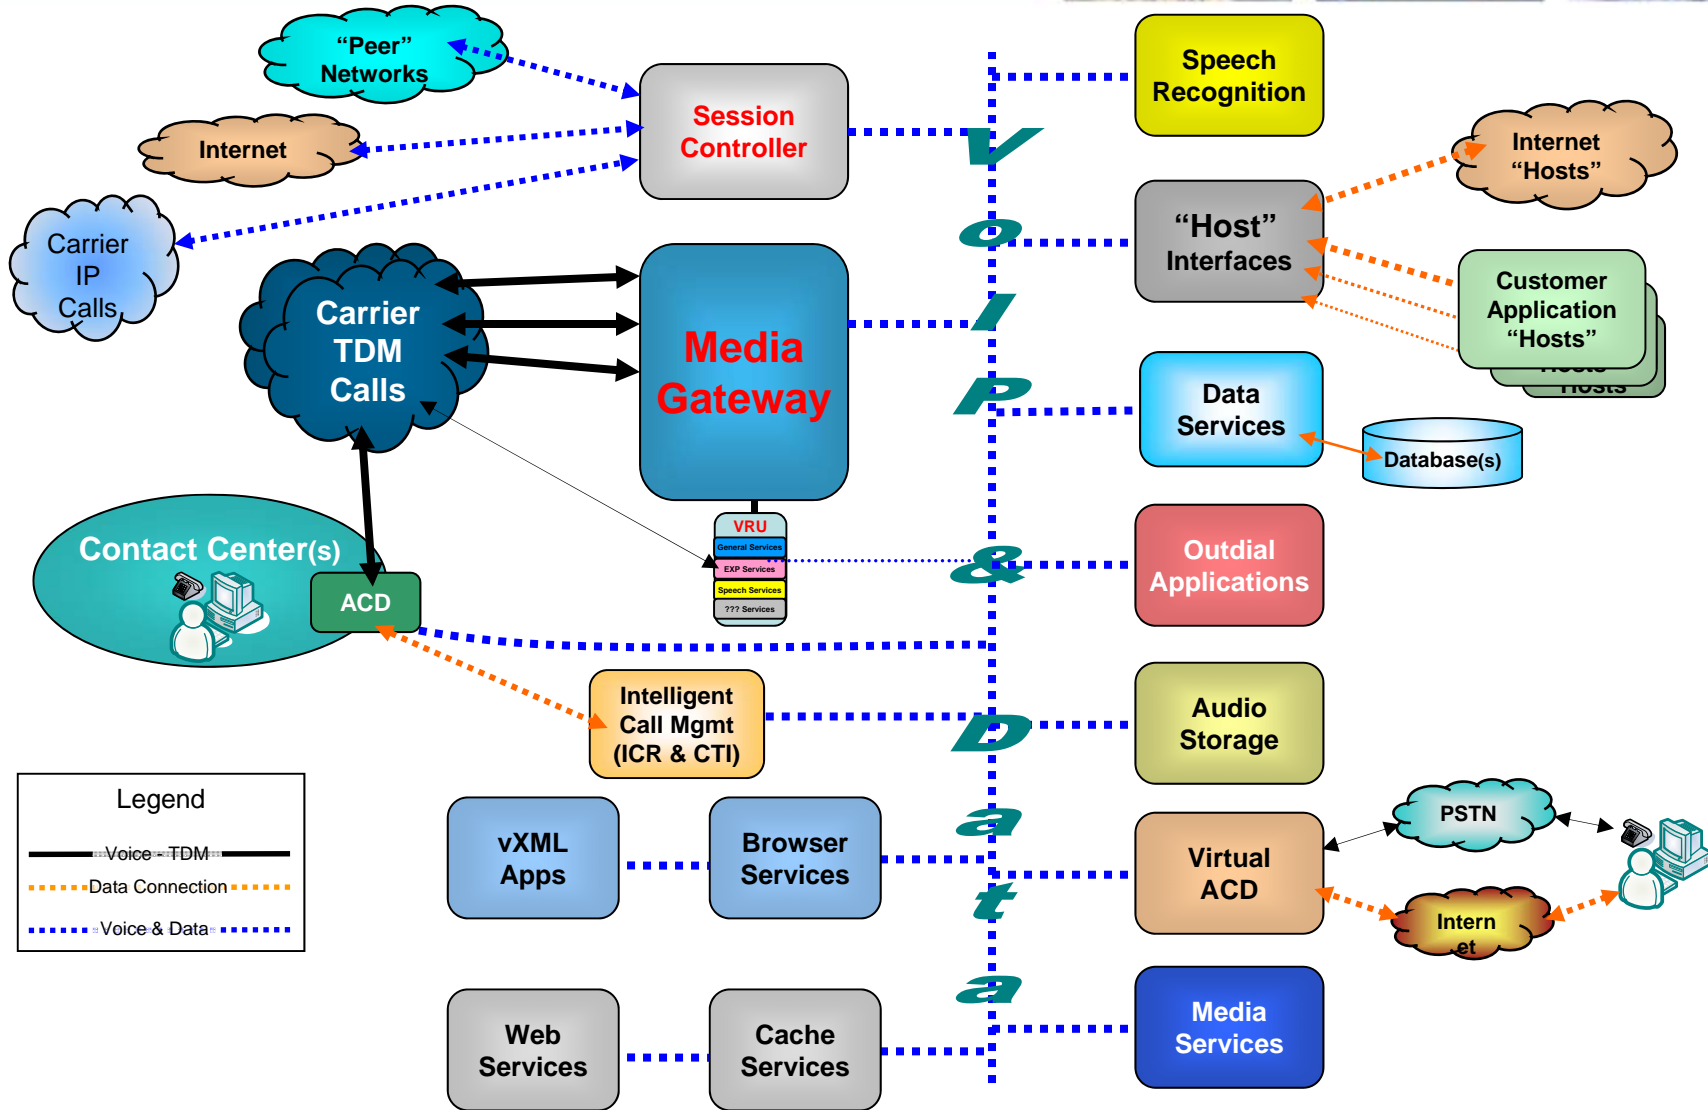 “Peer”
Networks
Internet
Carrier
IP
Calls
Session
Controller
Carrier
TDM
Calls
Media
Gateway
VRU
General Services
EXP Services
Speech Services
??? Services
Contact Center(s)
ACD
Intelligent
Call Mgmt
(ICR & CTI)
vXML
Apps
Browser
Services
Web
Services
Cache
Services
Legend
Voice - TDM
Data Connection
Voice & Data
V
o
I
P
&
D
a
t
a
Speech
Recognition
“Host”
Interfaces
Internet
“Hosts”
Customer
Application
“Hosts”
Hosts
Hosts
Data
Services
Database(s)
Outdial
Applications
Audio
Storage
Virtual
ACD
PSTN
Intern
et
Media
Services